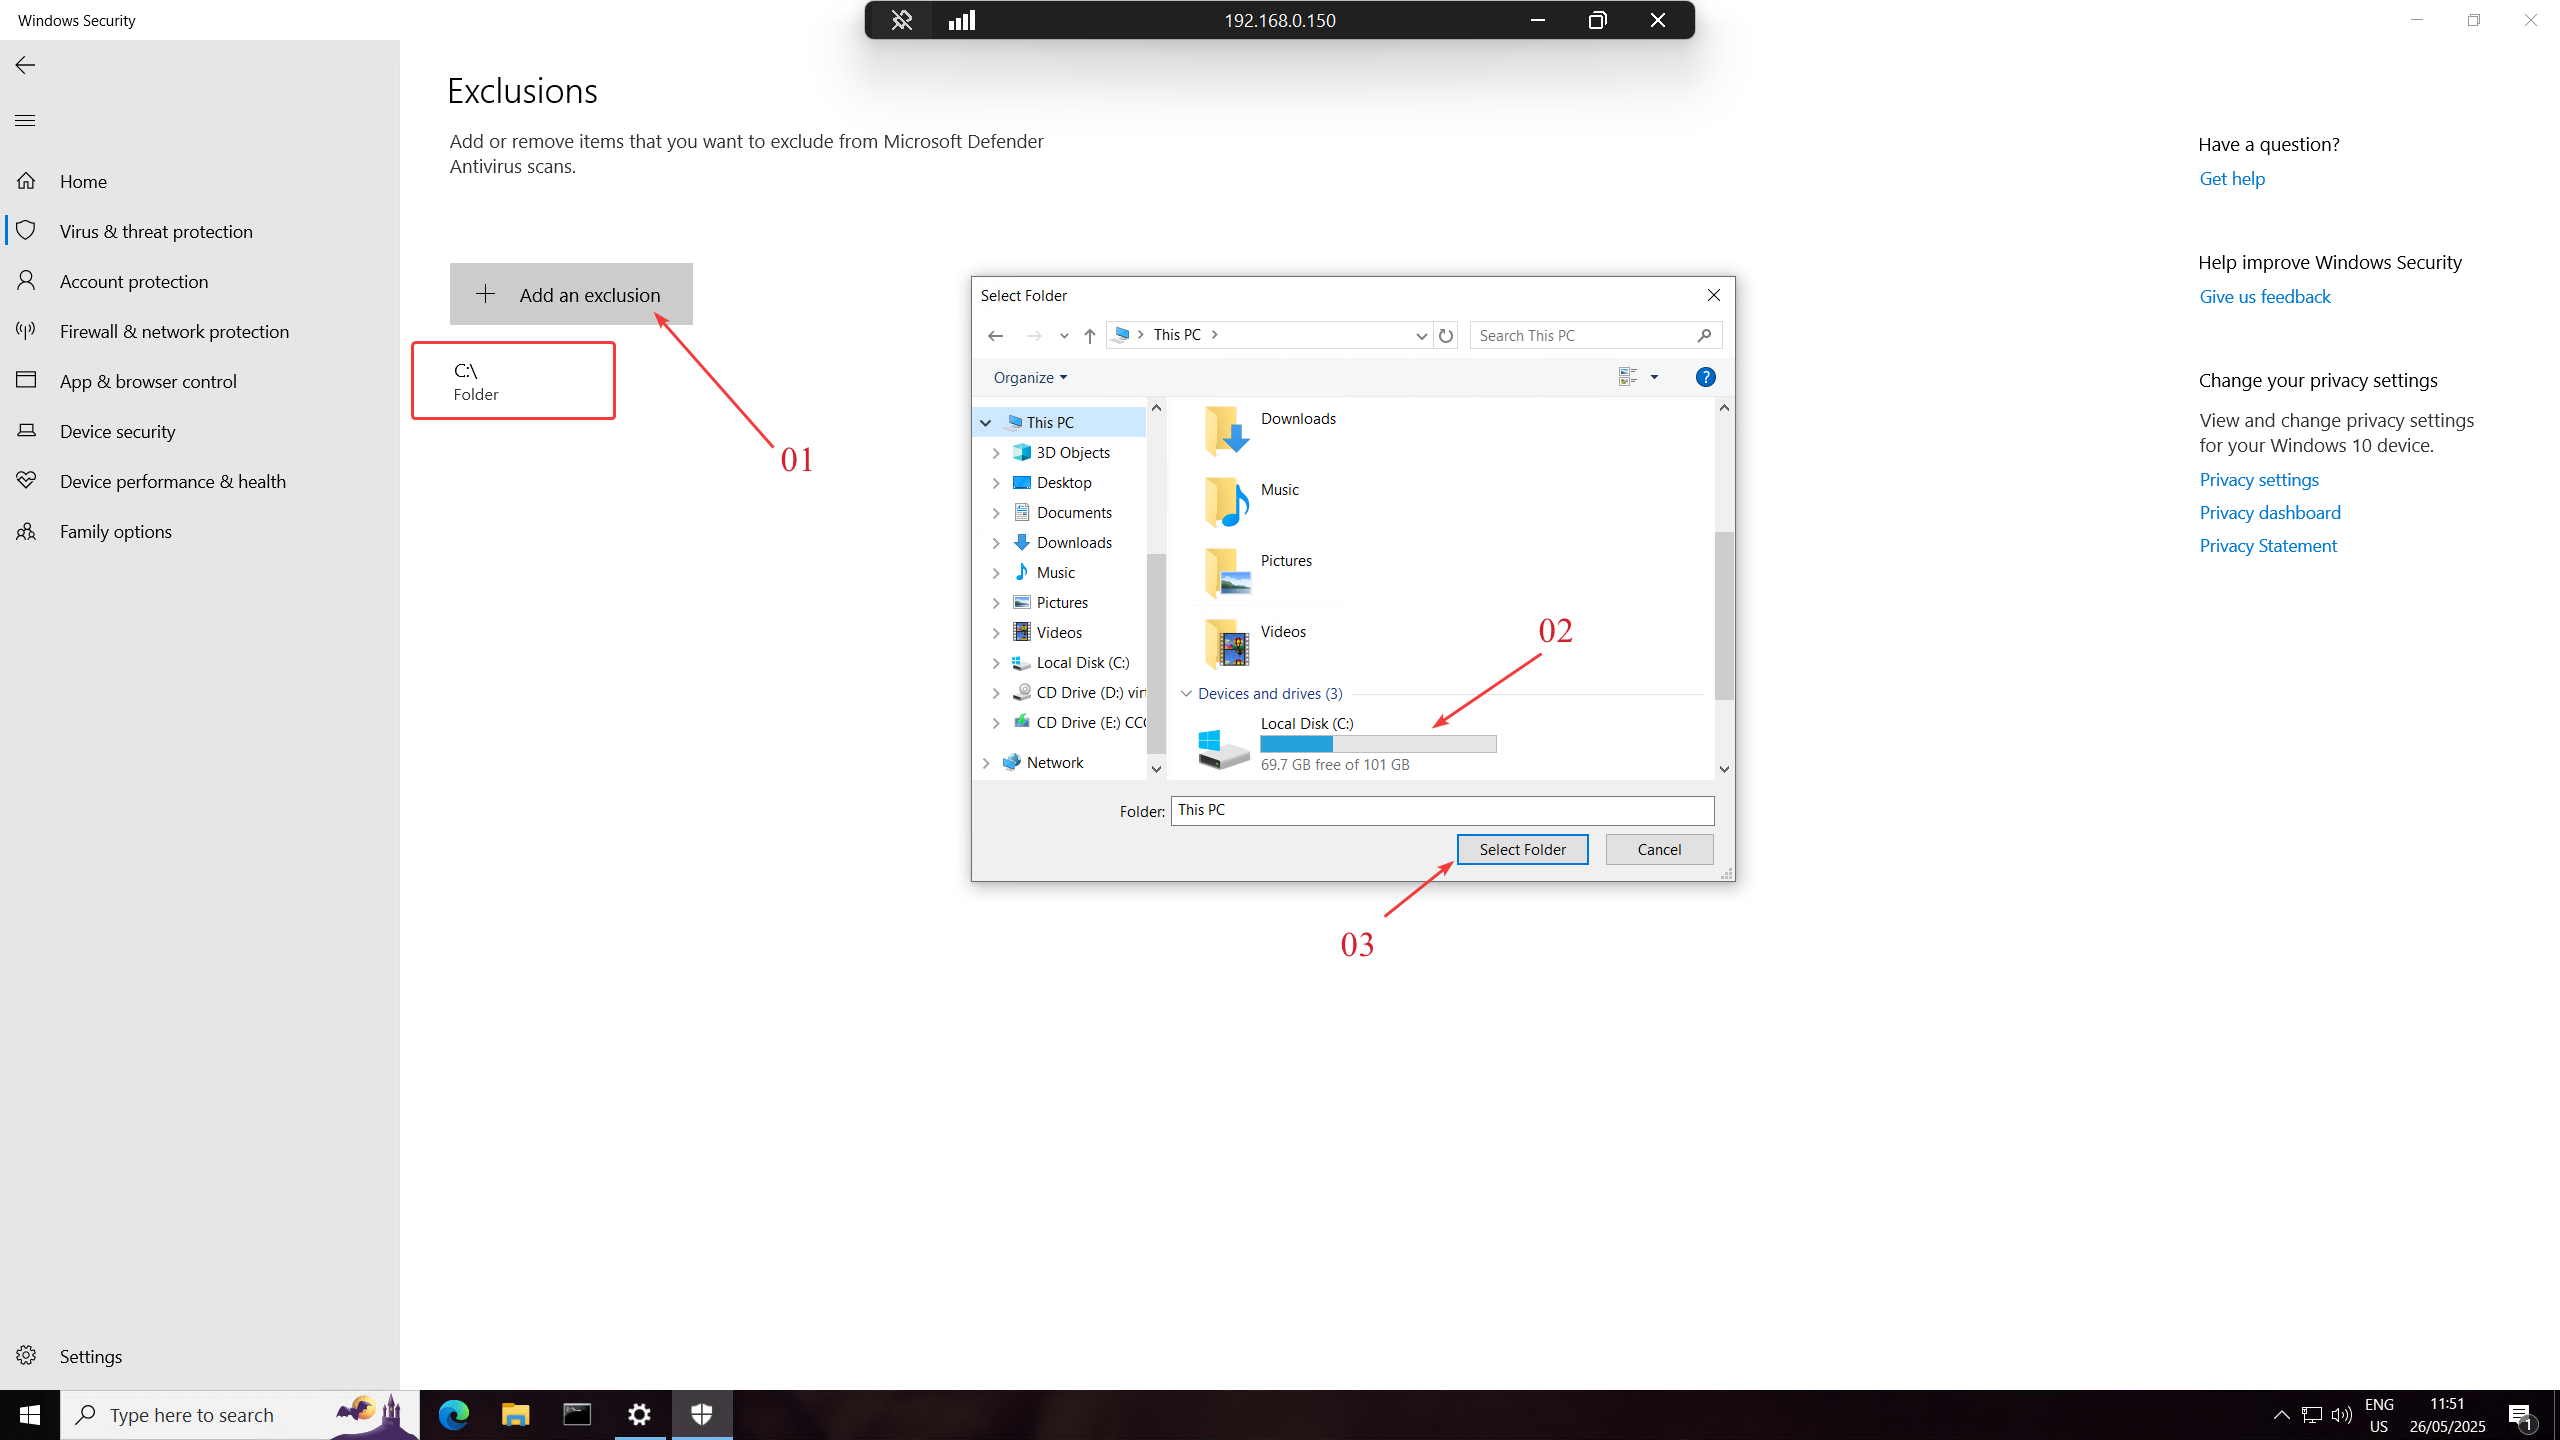 Windows Security
192.168.0.150
Home
Virus & threat protection
Account protection
Firewall & network protection
App & browser control
Device security
Device performance & health
Family options
Settings
Exclusions
Add or remove items that you want to exclude from Microsoft Defender
Antivirus scans.
Add an exclusion
C:\
Folder
01
Select Folder
This PC
Search This PC
Organize
This PC
3D Objects
Desktop
Documents
Downloads
Music
Pictures
Videos
Local Disk (C:)
CD Drive (D:) virt
CD Drive (E:) CCC
Network
Downloads
Music
Pictures
Videos
02
Devices and drives (3)
Local Disk (C:)
69.7 GB free of 101 GB
Folder:
This PC
Select Folder
Cancel
03
Have a question?
Get help
Help improve Windows Security
Give us feedback
Change your privacy settings
View and change privacy settings
for your Windows 10 device.
Privacy settings
Privacy dashboard
Privacy Statement
Type here to search
ENG
US
11:51
26/05/2025
1